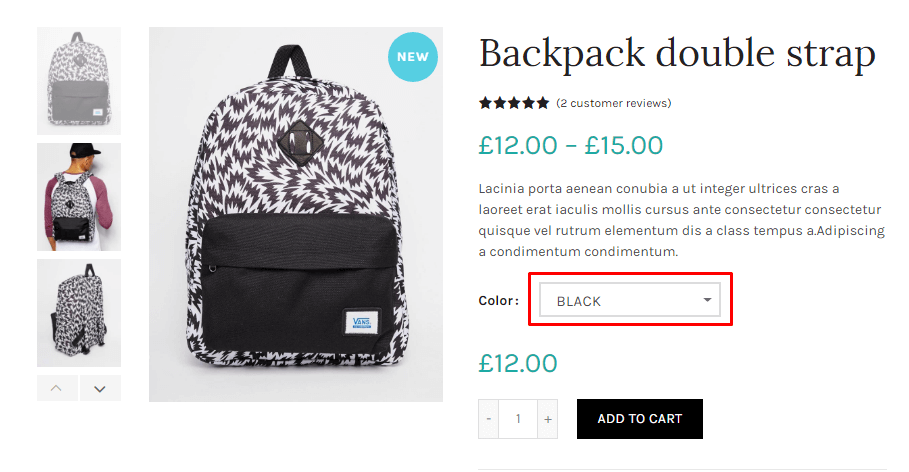 NEW
VANS
Backpack double strap
(2 customer reviews)
£12.00 – £15.00
Lacinia porta aenean conubia a ut integer ultrices cras a
laoreet erat iaculis mollis cursus ante consectetur consectetur
quisque vel rutrum elementum dis a class tempus a.Adipiscing
a condimentum condimentum.
Color:
BLACK
£12.00
- 1 +
ADD TO CART